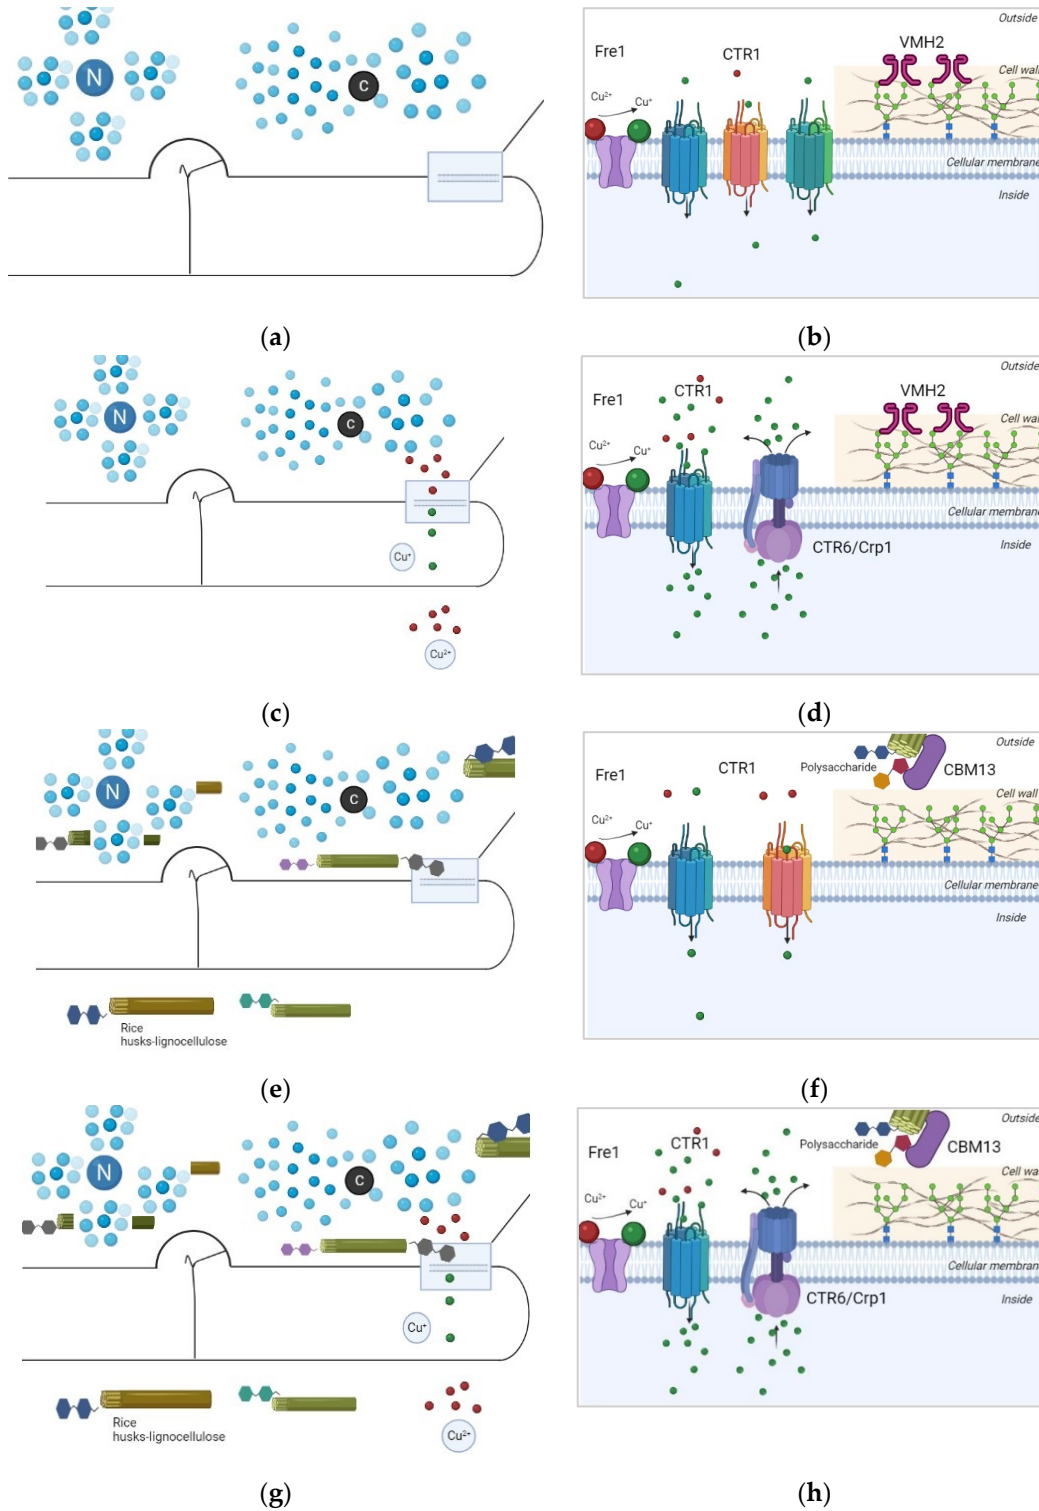 N
C
(a)
Outside
Fre1
CTR1
VMH2
Cell wall
Cu²⁺
Cu⁺
Cellular membrane
Inside
(b)
N
C
Cu⁺
Cu²⁺
(c)
Outside
Fre1
CTR1
VMH2
Cell wall
Cu²⁺
Cu⁺
Cellular membrane
CTR6/Crp1
Inside
(d)
N
C
Rice
husks-lignocellulose
(e)
Outside
Fre1
CTR1
Polysaccharide
CBM13
Cell wall
Cu²⁺
Cu⁺
Cellular membrane
Inside
(f)
N
C
Cu⁺
Rice
husks-lignocellulose
Cu²⁺
(g)
Outside
Fre1
CTR1
Polysaccharide
CBM13
Cell wall
Cu²⁺
Cu⁺
Cellular membrane
CTR6/Crp1
Inside
(h)